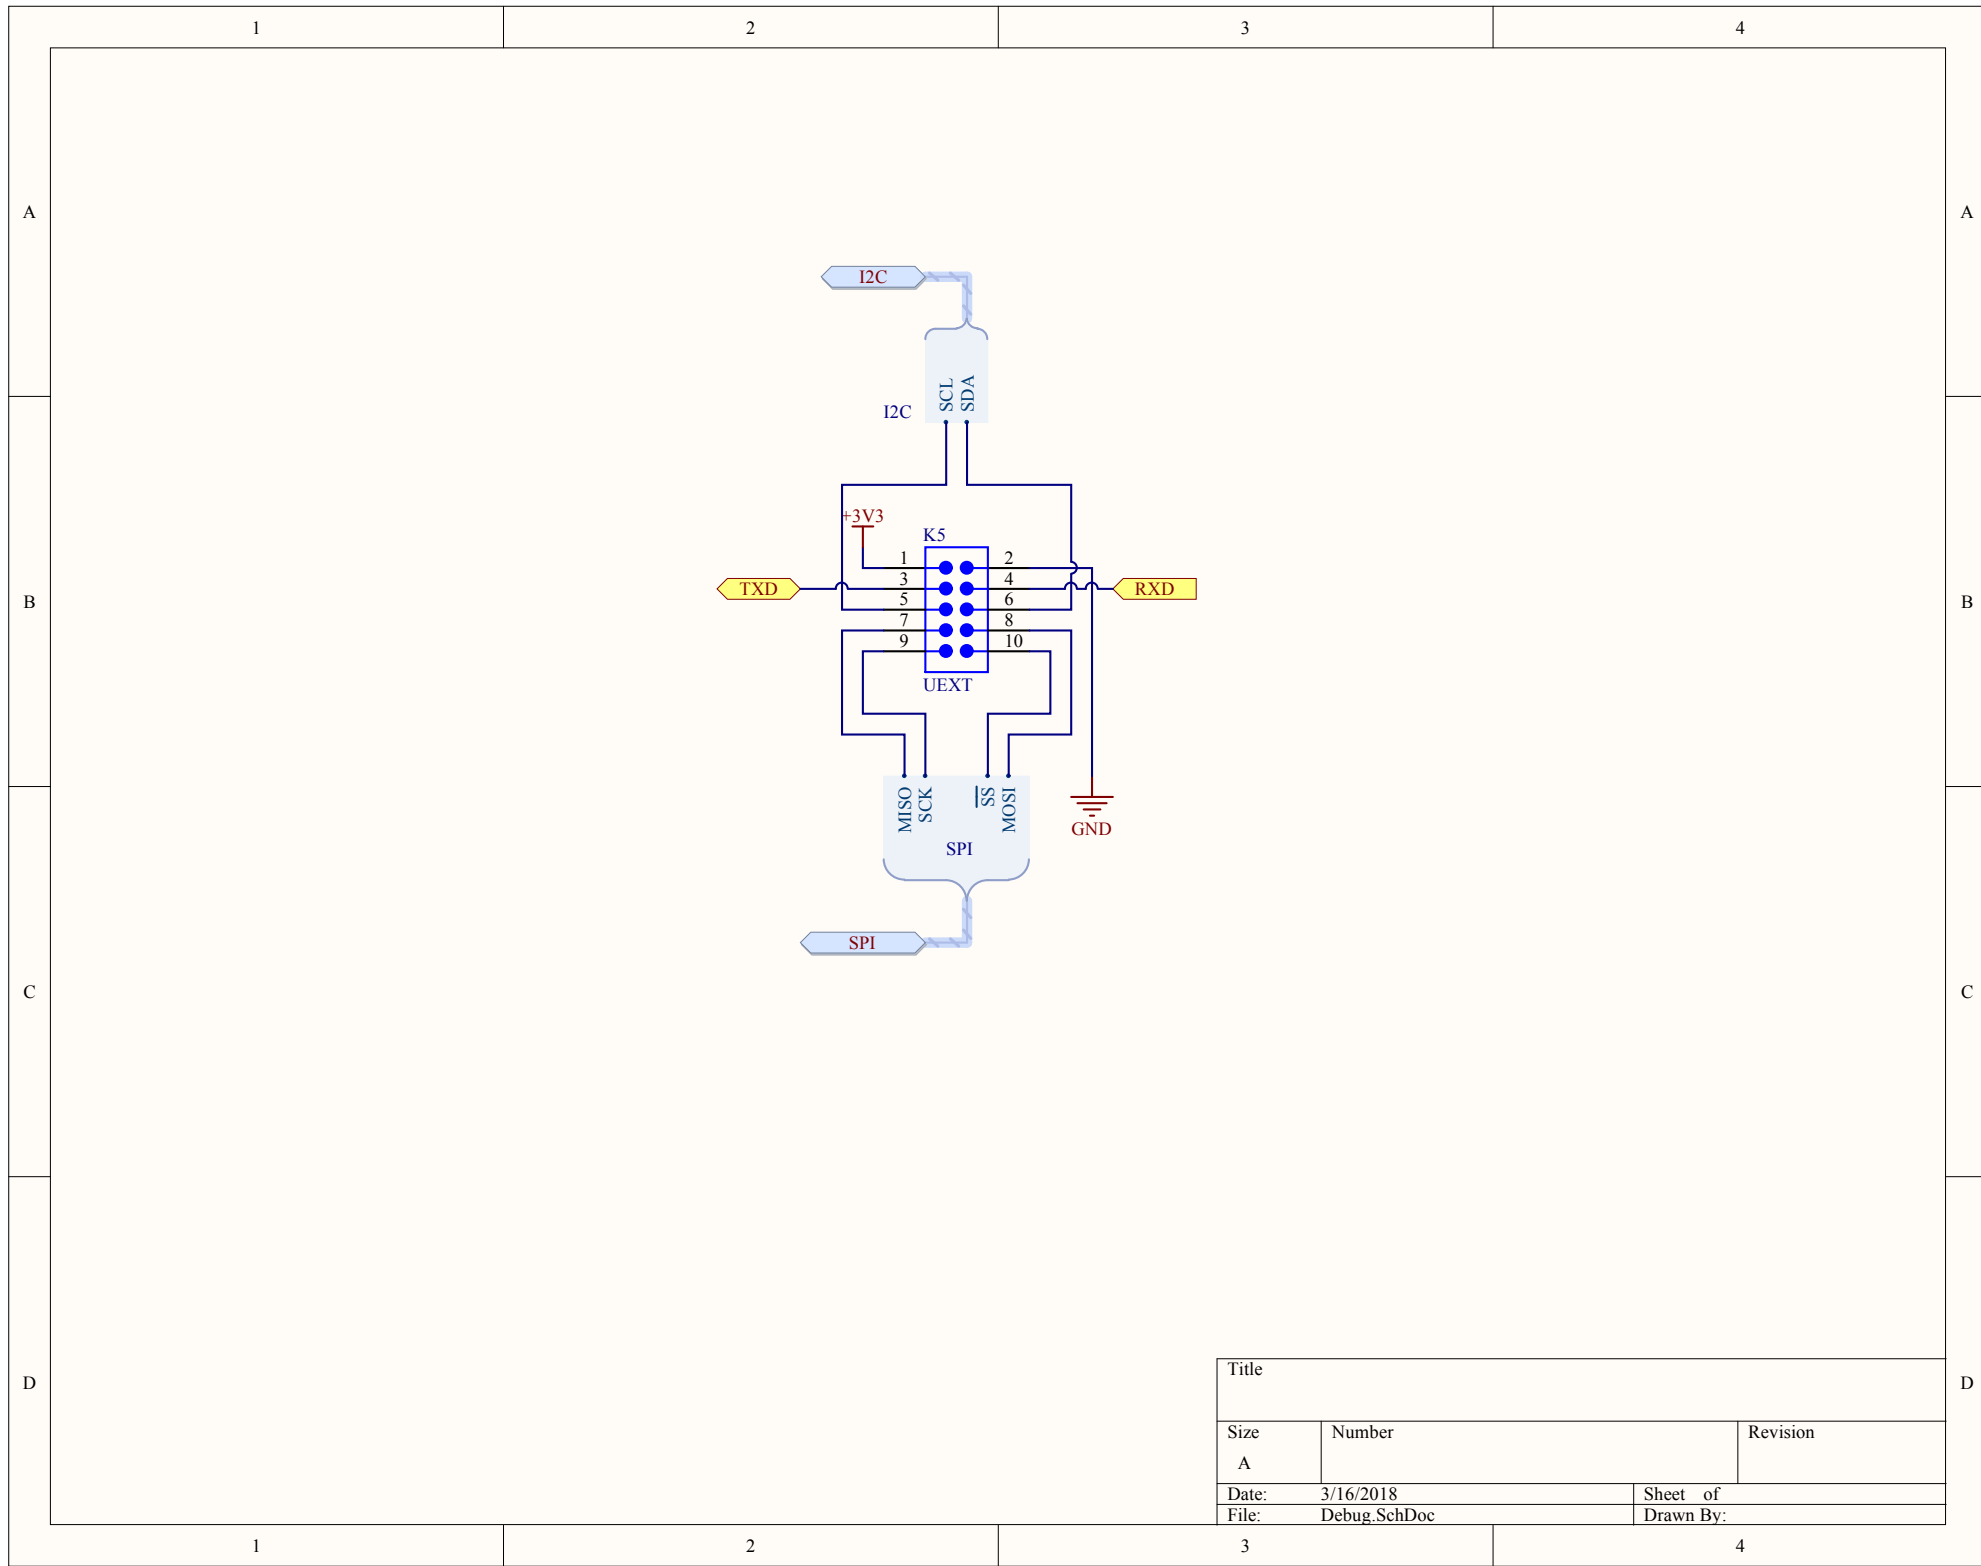 1 2 3 4
A A
I2C
SCL
SDA
I2C
+3V3
K5
1 2
TXD 3 4 RXD
5 6
7 8
9 10
UEXT
B B
MISO
SCK
SS
MOSI
GND
SPI
SPI
C C
D D
Title
Size Number Revision
A
Date: 3/16/2018 Sheet of
File: Debug.SchDoc Drawn By:
1 2 3 4